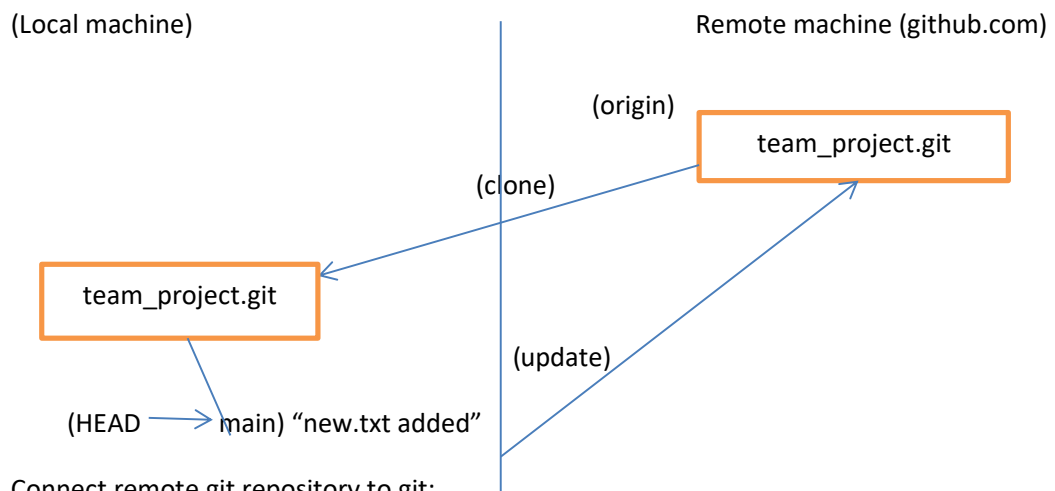 (Local machine)
Remote machine (github.com)
(origin)
team_project.git
(clone)
team_project.git
(update)
(HEAD main) “new.txt added”
Connect remote git repository to git: